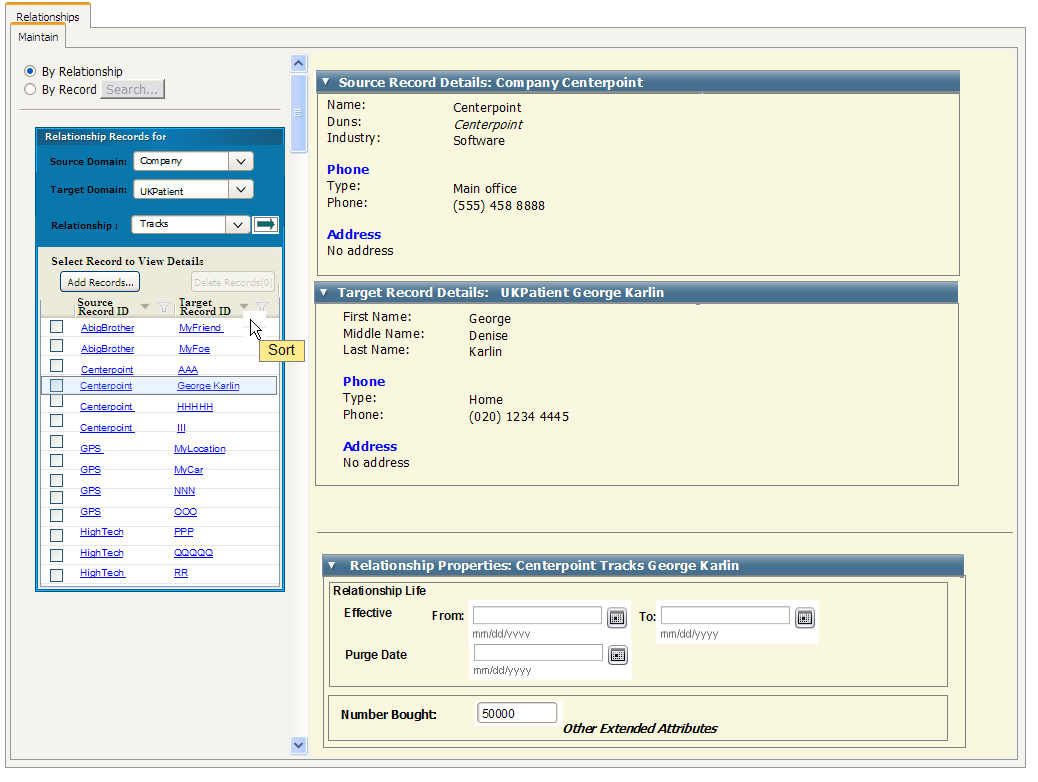 Relationships
Maintain
By Relationship
By Record Search...
Relationship Records for
Source Domain: Company
Target Domain: UKPatient
Relationship : Tracks
Select Record to View Details
Add Records... Delete Records(0)
Source Record ID Target Record ID
AbigBrother MyFriend
AbigBrother MyFoe
Centerpoint AAA
Centerpoint George Karlin
Centerpoint HHHHH
Centerpoint III
GPS MyLocation
GPS MyCar
GPS NNN
GPS OOO
HighTech PPP
HighTech QQQQQ
HighTech RR
Sort
Source Record Details: Company Centerpoint
Name: Centerpoint
Duns: Centerpoint
Industry: Software
Phone
Type: Main office
Phone: (555) 458 8888
Address
No address
Target Record Details: UKPatient George Karlin
First Name: George
Middle Name: Denise
Last Name: Karlin
Phone
Type: Home
Phone: (020) 1234 4445
Address
No address
Relationship Properties: Centerpoint Tracks George Karlin
Relationship Life
Effective From: To:
mm/dd/yyyy mm/dd/yyyy
Purge Date
mm/dd/yyyy
Number Bought: 50000
Other Extended Attributes